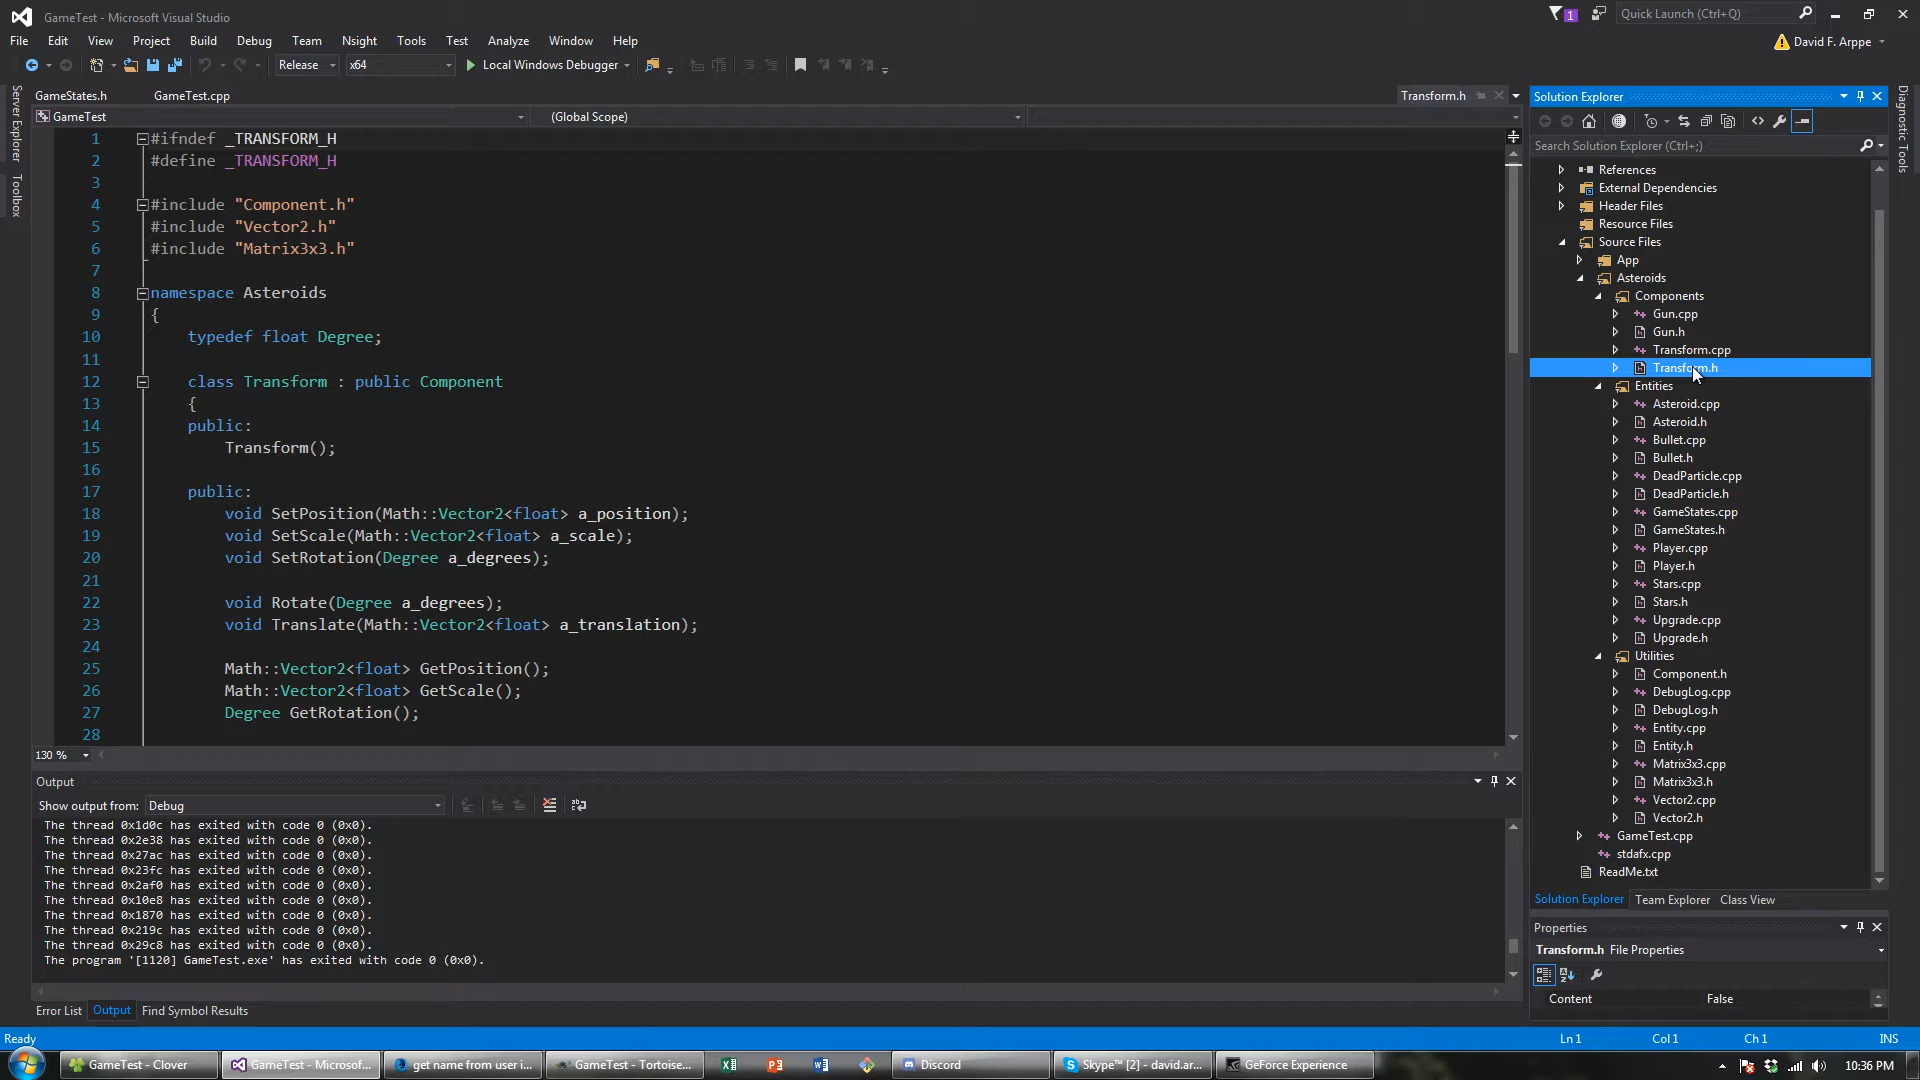 GameTest - Microsoft Visual Studio
1
Quick Launch (Ctrl+Q)
File Edit View Project Build Debug Team Nsight Tools Test Analyze Window Help
David F. Arppe
Release x64 Local Windows Debugger
Server Explorer
Toolbox
GameStates.h GameTest.cpp Transform.h
GameTest (Global Scope)
1 #ifndef _TRANSFORM_H
2 #define _TRANSFORM_H
3
4 #include "Component.h"
5 #include "Vector2.h"
6 #include "Matrix3x3.h"
7
8 namespace Asteroids
9 {
10 typedef float Degree;
11
12 class Transform : public Component
13 {
14 public:
15 Transform();
16
17 public:
18 void SetPosition(Math::Vector2<float> a_position);
19 void SetScale(Math::Vector2<float> a_scale);
20 void SetRotation(Degree a_degrees);
21
22 void Rotate(Degree a_degrees);
23 void Translate(Math::Vector2<float> a_translation);
24
25 Math::Vector2<float> GetPosition();
26 Math::Vector2<float> GetScale();
27 Degree GetRotation();
28
130 %
Output
Show output from: Debug
The thread 0x1d0c has exited with code 0 (0x0).
The thread 0x2e38 has exited with code 0 (0x0).
The thread 0x27ac has exited with code 0 (0x0).
The thread 0x23fc has exited with code 0 (0x0).
The thread 0x2af0 has exited with code 0 (0x0).
The thread 0x10e8 has exited with code 0 (0x0).
The thread 0x1870 has exited with code 0 (0x0).
The thread 0x219c has exited with code 0 (0x0).
The thread 0x29c8 has exited with code 0 (0x0).
The program '[1120] GameTest.exe' has exited with code 0 (0x0).
Error List Output Find Symbol Results
Solution Explorer
Search Solution Explorer (Ctrl+;)
References
External Dependencies
Header Files
Resource Files
Source Files
App
Asteroids
Components
Gun.cpp
Gun.h
Transform.cpp
Transform.h
Entities
Asteroid.cpp
Asteroid.h
Bullet.cpp
Bullet.h
DeadParticle.cpp
DeadParticle.h
GameStates.cpp
GameStates.h
Player.cpp
Player.h
Stars.cpp
Stars.h
Upgrade.cpp
Upgrade.h
Utilities
Component.h
DebugLog.cpp
DebugLog.h
Entity.cpp
Entity.h
Matrix3x3.cpp
Matrix3x3.h
Vector2.cpp
Vector2.h
GameTest.cpp
stdafx.cpp
ReadMe.txt
Solution Explorer Team Explorer Class View
Properties
Transform.h File Properties
Content False
Diagnostic Tools
Ready Ln 1 Col 1 Ch 1 INS
GameTest - Clover GameTest - Microsof... get name from user i... GameTest - Tortoise... Discord Skype™ [2] - david.ar... GeForce Experience 10:36 PM